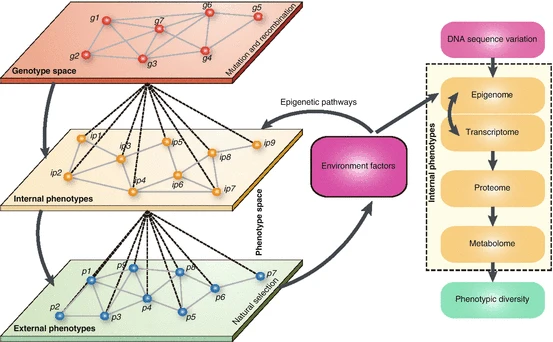 g1
g7
g6
g5
g2
g3
g4
Genotype space
Mutation and recombination
ip1
ip3
ip5
ip9
ip8
ip2
ip4
ip6
ip7
Internal phenotypes
Phenotype space
p1
p9
p8
p7
p2
p3
p4
p5
p6
External phenotypes
Natural selection
Epigenetic pathways
Environment factors
DNA sequence variation
Internal phenotypes
Epigenome
Transcriptome
Proteome
Metabolome
Phenotypic diversity